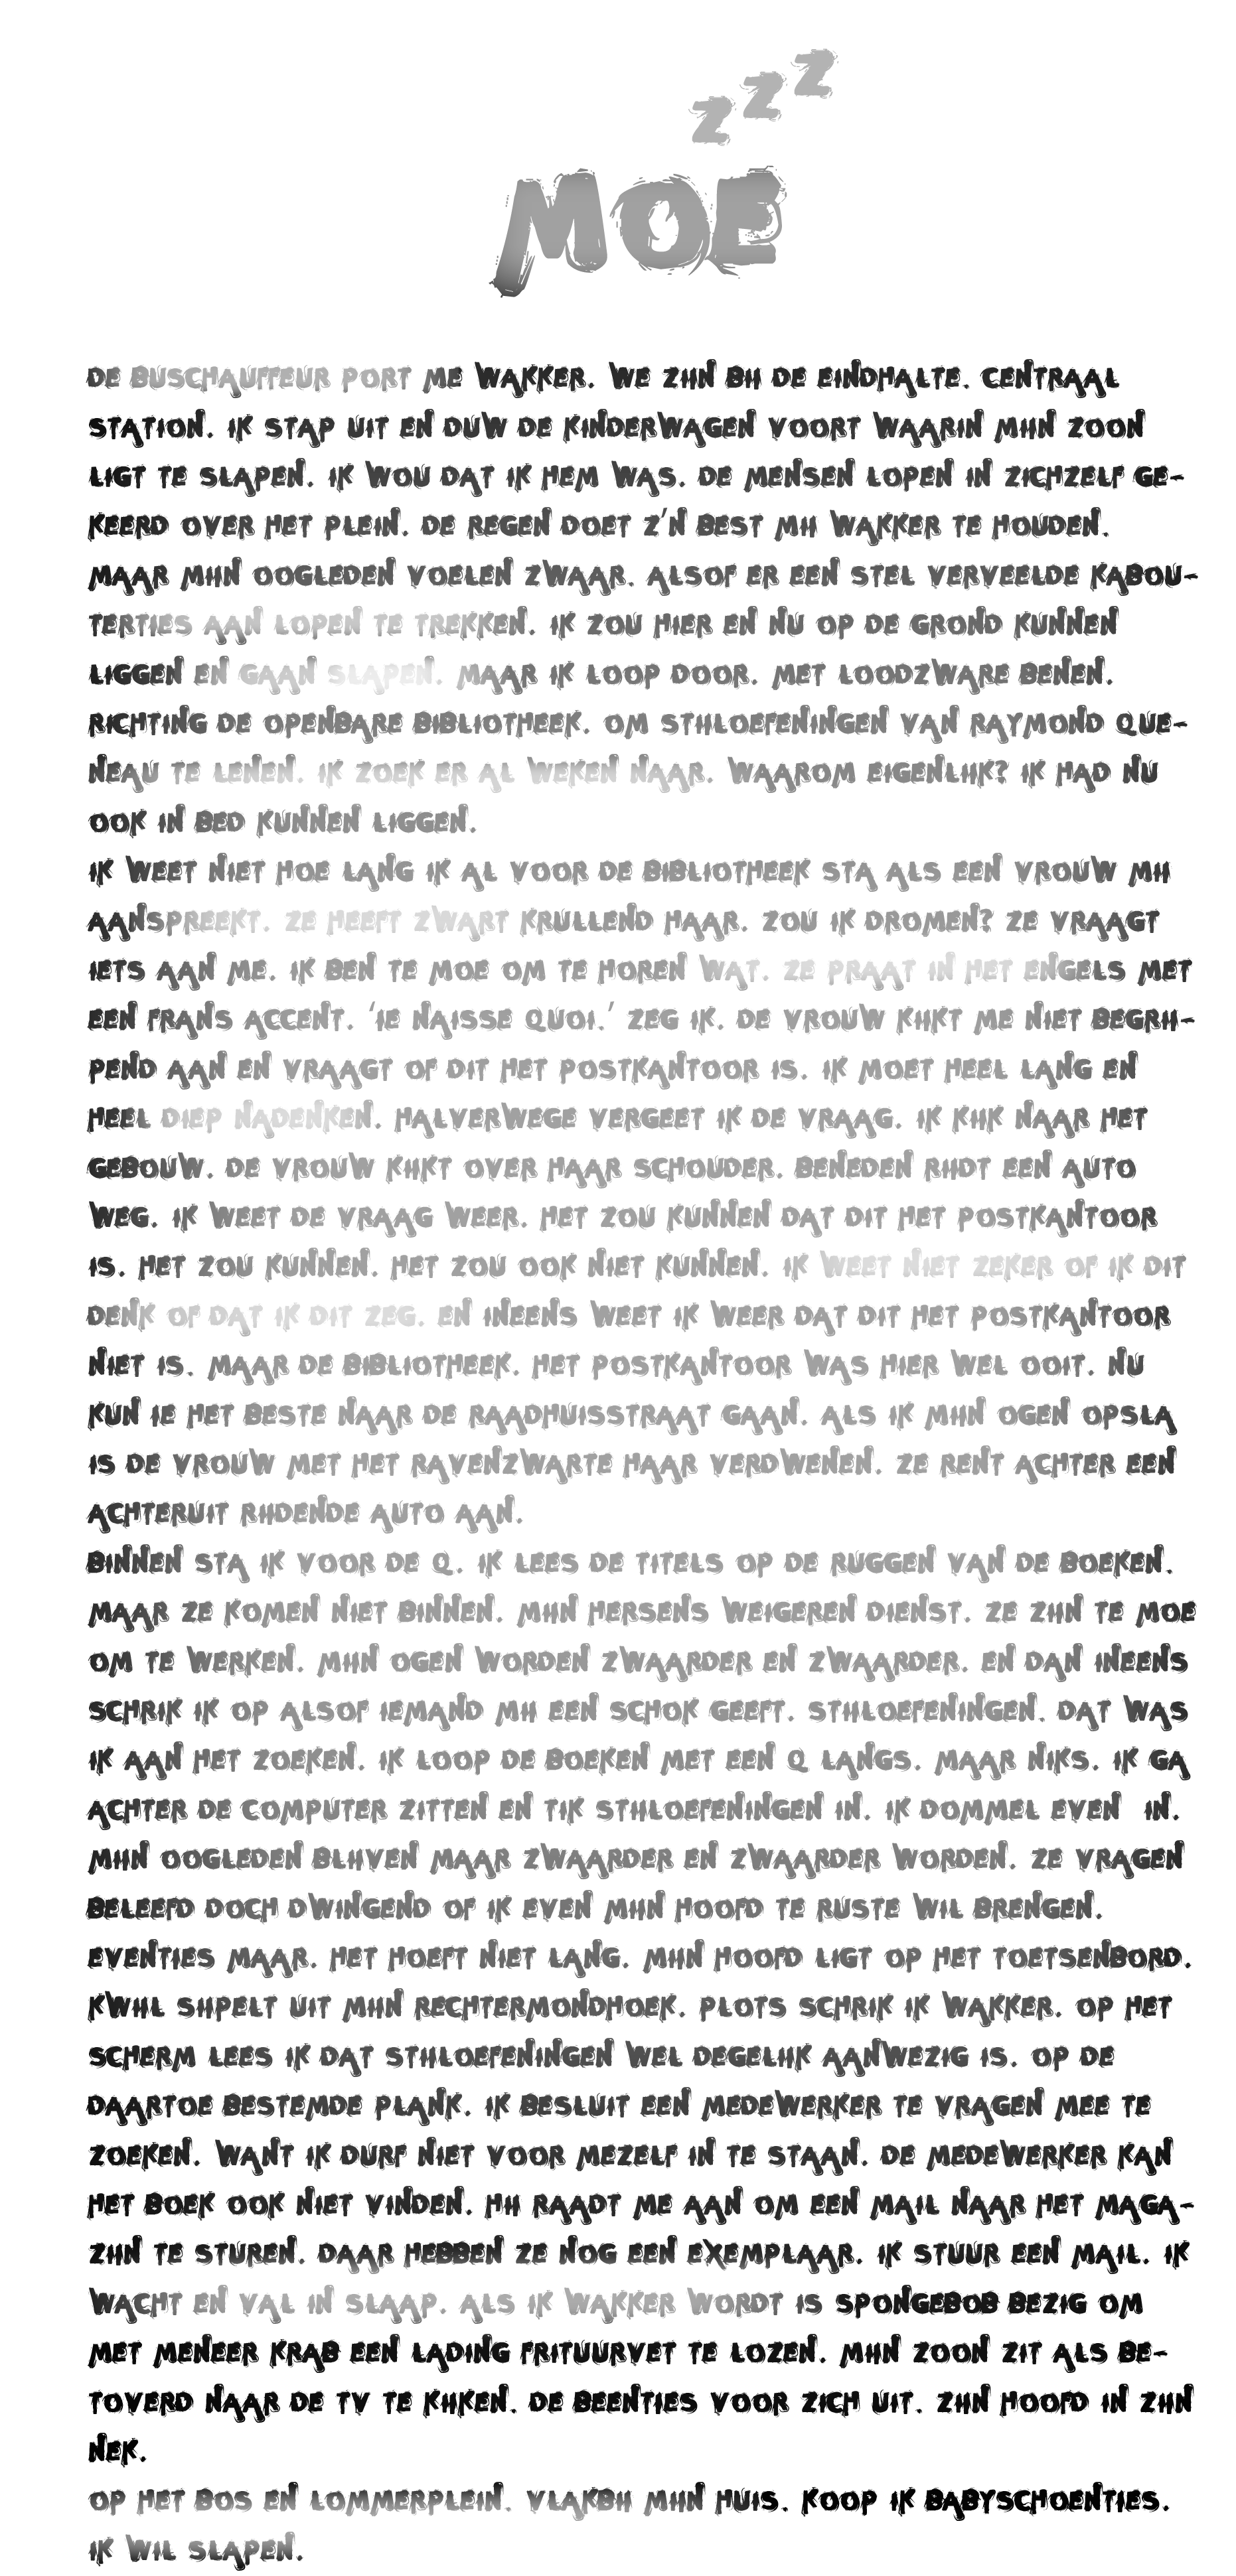 z z z
MOE
DE BUSCHAUFFEUR PORT ME WAKKER. WE ZIJN BIJ DE EINDHALTE. CENTRAAL
STATION. IK STAP UIT EN DUW DE KINDERWAGEN VOORT WAARIN MIJN ZOON
LIGT TE SLAPEN. IK WOU DAT IK HEM WAS. DE MENSEN LOPEN IN ZICHZELF GE-
KEERD OVER HET PLEIN. DE REGEN DOET Z'N BEST MIJ WAKKER TE HOUDEN.
MAAR MIJN OOGLEDEN VOELEN ZWAAR. ALSOF ER EEN STEL VERVEELDE KABOU-
TERTJES AAN LOPEN TE TREKKEN. IK ZOU HIER EN NU OP DE GROND KUNNEN
LIGGEN EN GAAN SLAPEN. MAAR IK LOOP DOOR. MET LOODZWARE BENEN.
RICHTING DE OPENBARE BIBLIOTHEEK. OM STIJLOEFENINGEN VAN RAYMOND QUE-
NEAU TE LENEN. IK ZOEK ER AL WEKEN NAAR. WAAROM EIGENLIJK? IK HAD NU
OOK IN BED KUNNEN LIGGEN.
IK WEET NIET HOE LANG IK AL VOOR DE BIBLIOTHEEK STA ALS EEN VROUW MIJ
AANSPREEKT. ZE HEEFT ZWART KRULLEND HAAR. ZOU IK DROMEN? ZE VRAAGT
IETS AAN ME. IK BEN TE MOE OM TE HOREN WAT. ZE PRAAT IN HET ENGELS MET
EEN FRANS ACCENT. 'JE NAISSE QUOI.' ZEG IK. DE VROUW KIJKT ME NIET BEGRIJ-
PEND AAN EN VRAAGT OF DIT HET POSTKANTOOR IS. IK MOET HEEL LANG EN
HEEL DIEP NADENKEN. HALVERWEGE VERGEET IK DE VRAAG. IK KIJK NAAR HET
GEBOUW. DE VROUW KIJKT OVER HAAR SCHOUDER. BENEDEN RIJDT EEN AUTO
WEG. IK WEET DE VRAAG WEER. HET ZOU KUNNEN DAT DIT HET POSTKANTOOR
IS. HET ZOU KUNNEN. HET ZOU OOK NIET KUNNEN. IK WEET NIET ZEKER OF IK DIT
DENK OF DAT IK DIT ZEG. EN INEENS WEET IK WEER DAT DIT HET POSTKANTOOR
NIET IS. MAAR DE BIBLIOTHEEK. HET POSTKANTOOR WAS HIER WEL OOIT. NU
KUN JE HET BESTE NAAR DE RAADHUISSTRAAT GAAN. ALS IK MIJN OGEN OPSLA
IS DE VROUW MET HET RAVENZWARTE HAAR VERDWENEN. ZE RENT ACHTER EEN
ACHTERUIT RIJDENDE AUTO AAN.
BINNEN STA IK VOOR DE Q. IK LEES DE TITELS OP DE RUGGEN VAN DE BOEKEN.
MAAR ZE KOMEN NIET BINNEN. MIJN HERSENS WEIGEREN DIENST. ZE ZIJN TE MOE
OM TE WERKEN. MIJN OGEN WORDEN ZWAARDER EN ZWAARDER. EN DAN INEENS
SCHRIK IK OP ALSOF IEMAND MIJ EEN SCHOK GEEFT. STIJLOEFENINGEN. DAT WAS
IK AAN HET ZOEKEN. IK LOOP DE BOEKEN MET EEN Q LANGS. MAAR NIKS. IK GA
ACHTER DE COMPUTER ZITTEN EN TIK STIJLOEFENINGEN IN. IK DOMMEL EVEN IN.
MIJN OOGLEDEN BLIJVEN MAAR ZWAARDER EN ZWAARDER WORDEN. ZE VRAGEN
BELEEFD DOCH DWINGEND OF IK EVEN MIJN HOOFD TE RUSTE WIL BRENGEN.
EVENTJES MAAR. HET HOEFT NIET LANG. MIJN HOOFD LIGT OP HET TOETSENBORD.
KWIJL SIJPELT UIT MIJN RECHTERMONDHOEK. PLOTS SCHRIK IK WAKKER. OP HET
SCHERM LEES IK DAT STIJLOEFENINGEN WEL DEGELIJK AANWEZIG IS. OP DE
DAARTOE BESTEMDE PLANK. IK BESLUIT EEN MEDEWERKER TE VRAGEN MEE TE
ZOEKEN. WANT IK DURF NIET VOOR MEZELF IN TE STAAN. DE MEDEWERKER KAN
HET BOEK OOK NIET VINDEN. HIJ RAADT ME AAN OM EEN MAIL NAAR HET MAGA-
ZIJN TE STUREN. DAAR HEBBEN ZE NOG EEN EXEMPLAAR. IK STUUR EEN MAIL. IK
WACHT EN VAL IN SLAAP. ALS IK WAKKER WORDT IS SPONGEBOB BEZIG OM
MET MENEER KRAB EEN LADING FRITUURVET TE LOZEN. MIJN ZOON ZIT ALS BE-
TOVERD NAAR DE TV TE KIJKEN. DE BEENTJES VOOR ZICH UIT. ZIJN HOOFD IN ZIJN
NEK.
OP HET BOS EN LOMMERPLEIN. VLAKBIJ MIJN HUIS. KOOP IK BABYSCHOENTJES.
IK WIL SLAPEN.